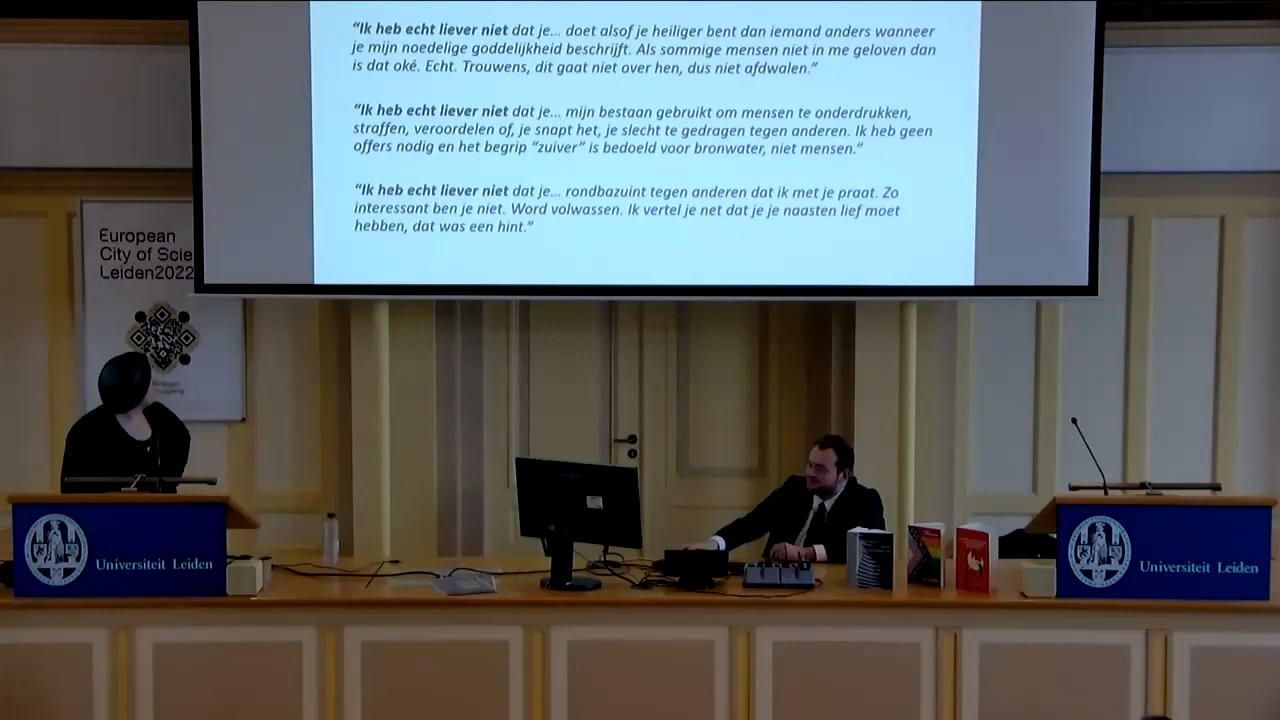 “Ik heb echt liever niet dat je... doet alsof je heiliger bent dan iemand anders wanneer
je mijn noedelige goddelijkheid beschrijft. Als sommige mensen niet in me geloven dan
is dat oké. Echt. Trouwens, dit gaat niet over hen, dus niet afdwalen.”
“Ik heb echt liever niet dat je... mijn bestaan gebruikt om mensen te onderdrukken,
straffen, veroordelen of, je snapt het, je slecht te gedragen tegen anderen. Ik heb geen
offers nodig en het begrip “zuiver” is bedoeld voor bronwater, niet mensen.”
“Ik heb echt liever niet dat je... rondbazuint tegen anderen dat ik met je praat. Zo
interessant ben je niet. Word volwassen. Ik vertel je net dat je je naasten lief moet
hebben, dat was een hint.”
European
City of Scie
Leiden2022
Universiteit Leiden
Universiteit Leiden